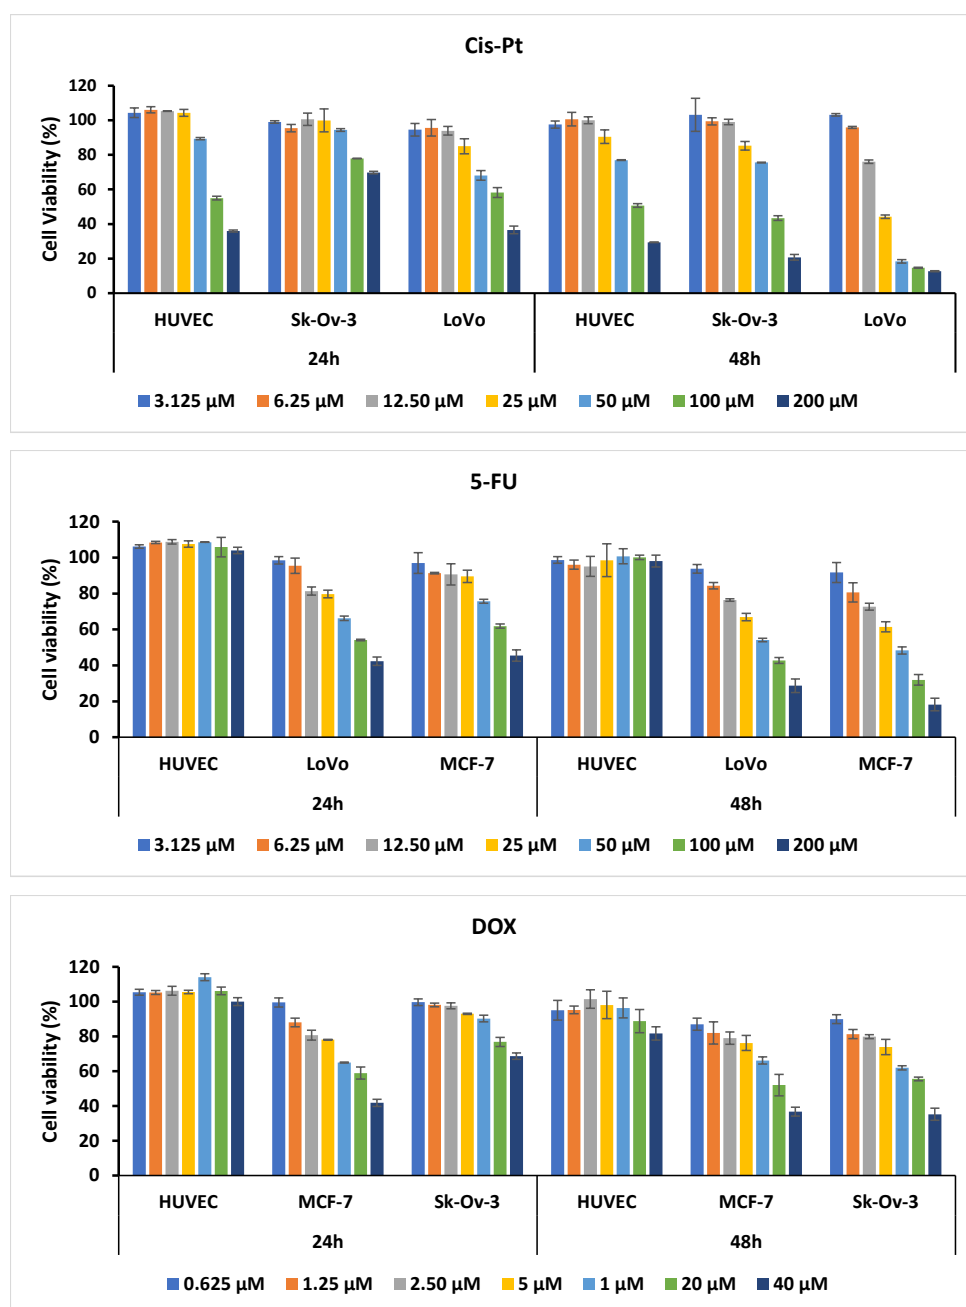 Cis-Pt
Cell Viability (%)
120
100
80
60
40
20
0
HUVEC Sk-Ov-3 LoVo HUVEC Sk-Ov-3 LoVo
24h 48h
3.125 μM 6.25 μM 12.50 μM 25 μM 50 μM 100 μM 200 μM
5-FU
Cell viability (%)
120
100
80
60
40
20
0
HUVEC LoVo MCF-7 HUVEC LoVo MCF-7
24h 48h
3.125 μM 6.25 μM 12.50 μM 25 μM 50 μM 100 μM 200 μM
DOX
Cell viability (%)
120
100
80
60
40
20
0
HUVEC MCF-7 Sk-Ov-3 HUVEC MCF-7 Sk-Ov-3
24h 48h
0.625 μM 1.25 μM 2.50 μM 5 μM 1 μM 20 μM 40 μM